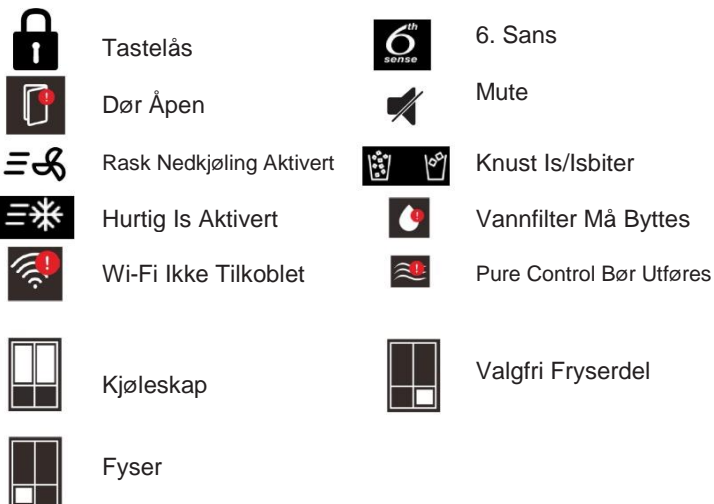 Tastelås
6th sense
6. Sans
Dør Åpen
Mute
Rask Nedkjøling Aktivert
Knust Is/Isbiter
Hurtig Is Aktivert
Vannfilter Må Byttes
Wi-Fi Ikke Tilkoblet
Pure Control Bør Utføres
Kjøleskap
Valgfri Fryserdel
Fyser